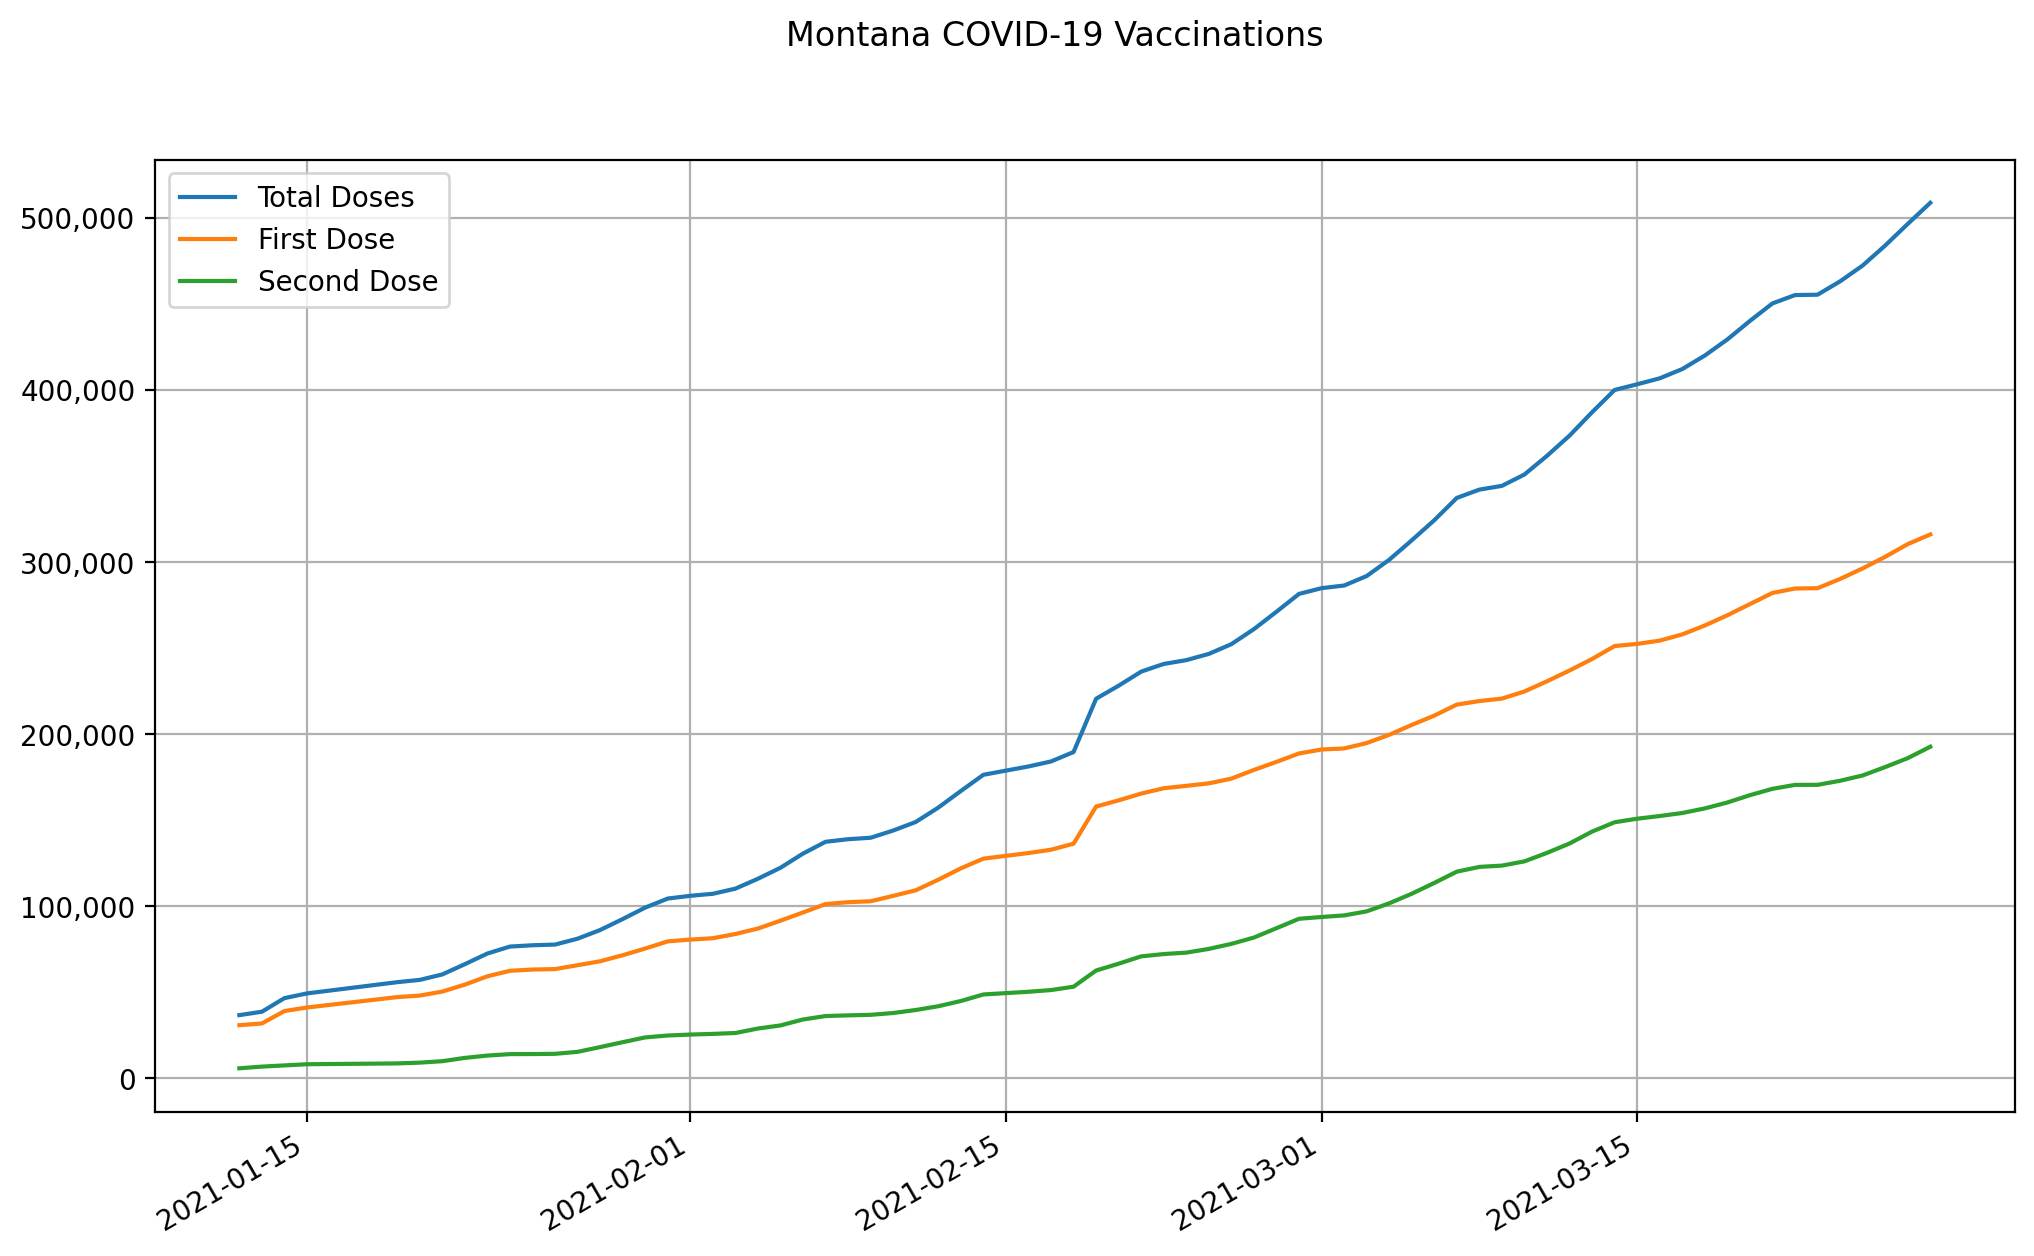 Montana COVID-19 Vaccinations
Total Doses
First Dose
Second Dose
500,000
400,000
300,000
200,000
100,000
0
2021-01-15
2021-02-01
2021-02-15
2021-03-01
2021-03-15